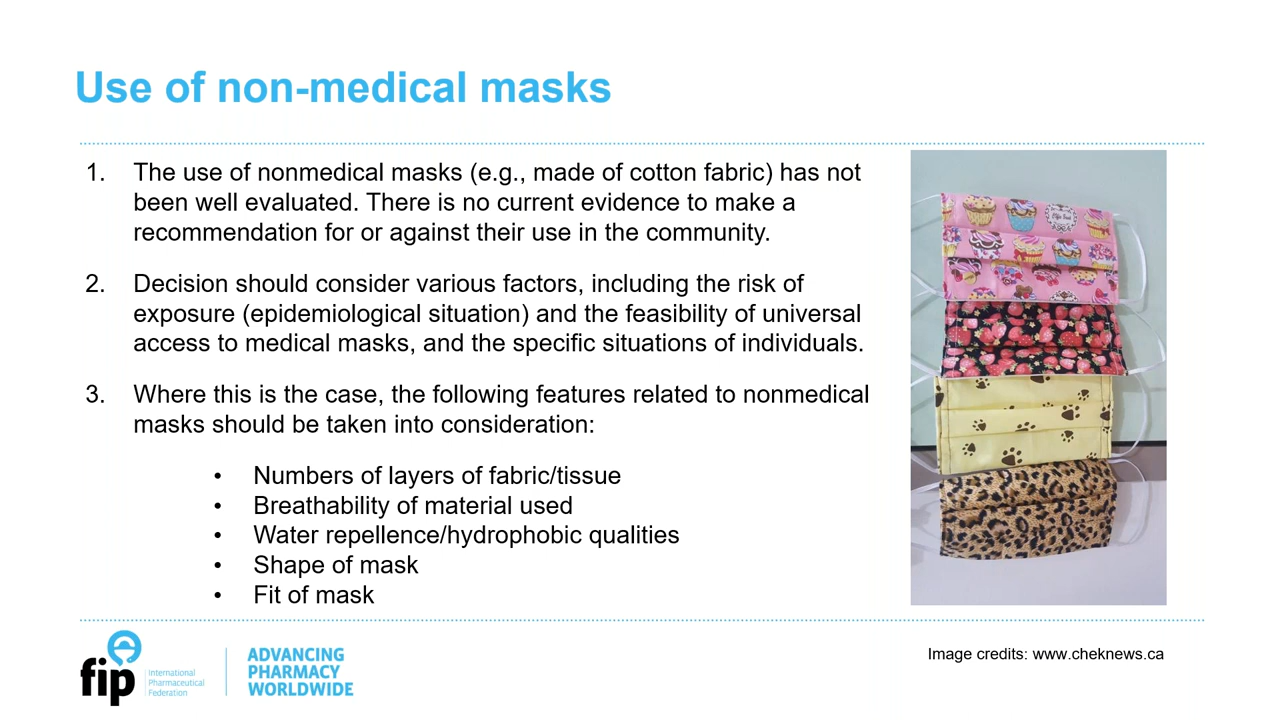 Use of non-medical masks
1. The use of nonmedical masks (e.g., made of cotton fabric) has not
been well evaluated. There is no current evidence to make a
recommendation for or against their use in the community.
2. Decision should consider various factors, including the risk of
exposure (epidemiological situation) and the feasibility of universal
access to medical masks, and the specific situations of individuals.
3. Where this is the case, the following features related to nonmedical
masks should be taken into consideration:
• Numbers of layers of fabric/tissue
• Breathability of material used
• Water repellence/hydrophobic qualities
• Shape of mask
• Fit of mask
fip
International
Pharmaceutical
Federation
ADVANCING
PHARMACY
WORLDWIDE
Image credits: www.cheknews.ca